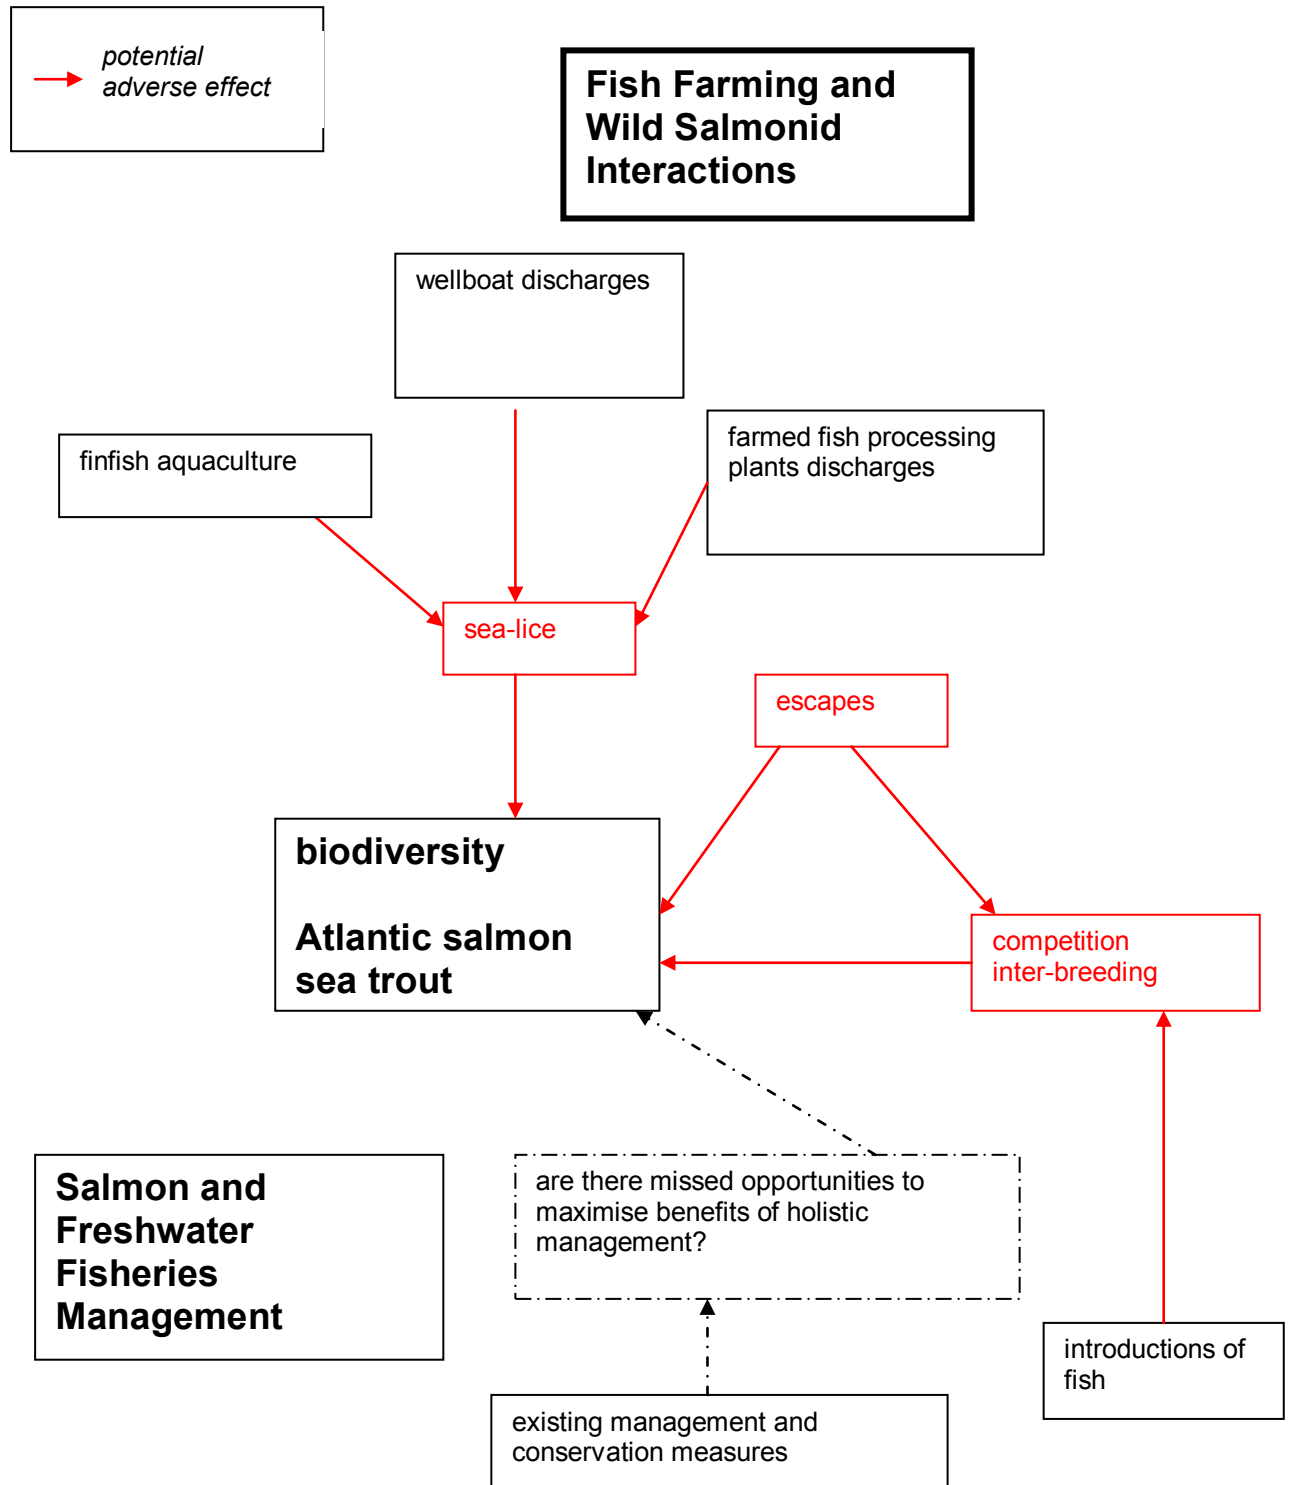 potential
adverse effect
Fish Farming and
Wild Salmonid
Interactions
wellboat discharges
farmed fish processing
plants discharges
finfish aquaculture
sea-lice
escapes
biodiversity
Atlantic salmon
sea trout
competition
inter-breeding
Salmon and
Freshwater
Fisheries
Management
are there missed opportunities to
maximise benefits of holistic
management?
introductions of
fish
existing management and
conservation measures